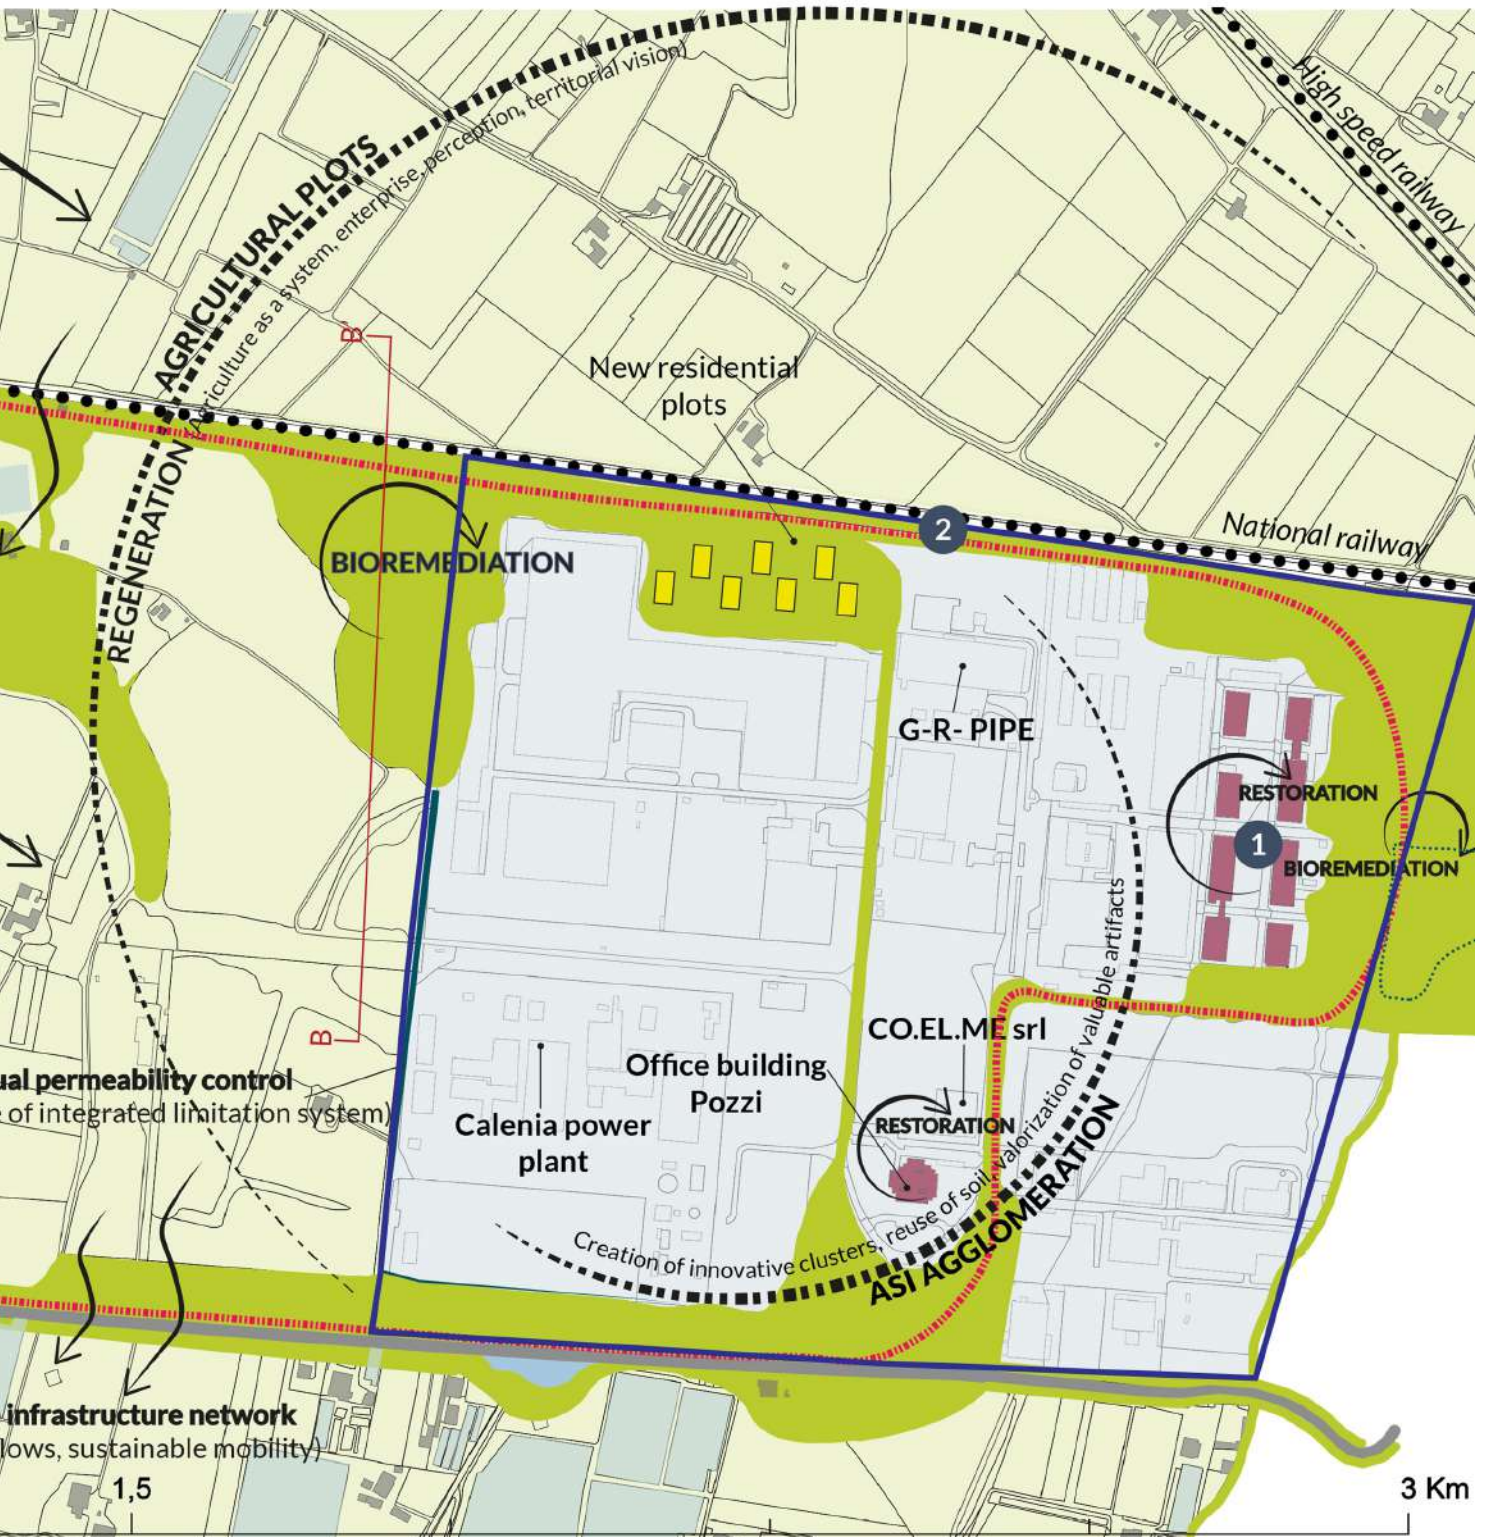 High speed railway
AGRICULTURAL PLOTS
(Agriculture as a system, enterprise, perception, territorial vision)
B'
New residential
plots
REGENERATION
National railway
2
BIOREMEDIATION
G-R- PIPE
RESTORATION
1
BIOREMEDIATION
CO.EL.ME srl
B
Office building
Pozzi
permeability control
of integrated limitation system)
Calenia power
plant
RESTORATION
Creation of innovative clusters, reuse of soil, valorization of valuable artifacts
ASI AGGLOMERATION
infrastructure network
sustainable mobility)
1,5
3 Km